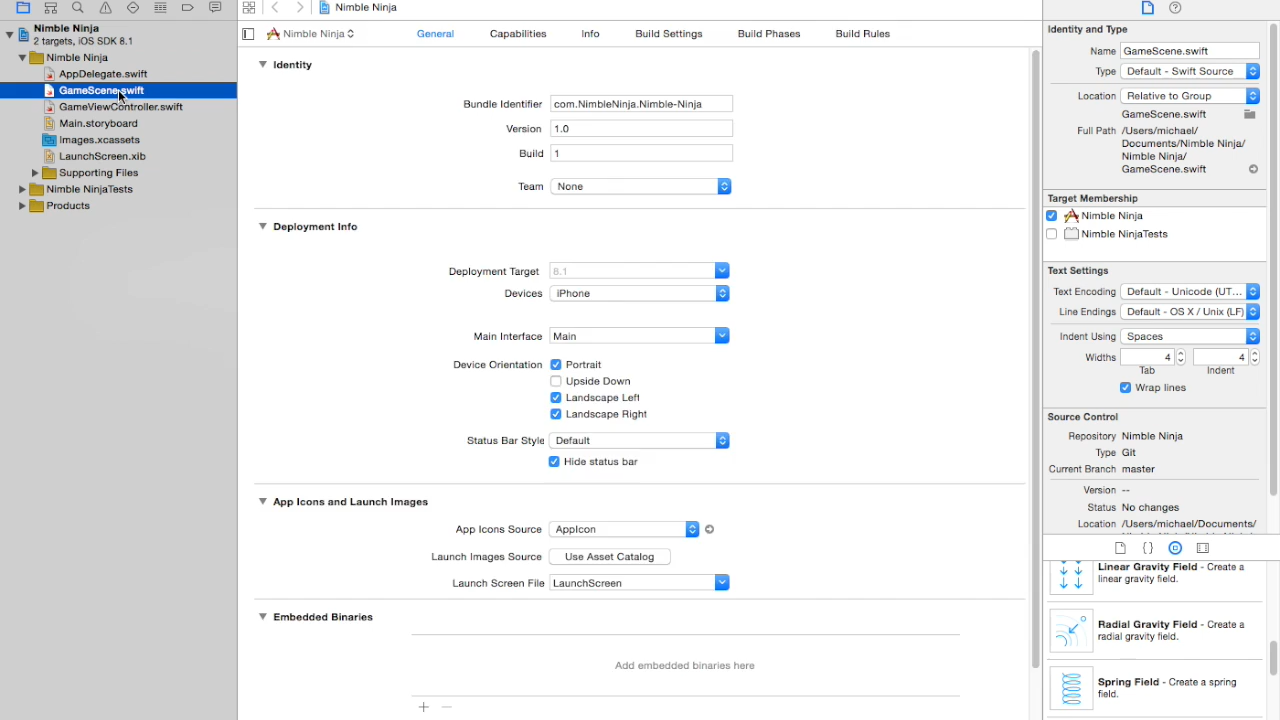 Nimble Ninja
Nimble Ninja
2 targets, iOS SDK 8.1
Nimble Ninja
AppDelegate.swift
GameScene.swift
GameViewController.swift
Main.storyboard
Images.xcassets
LaunchScreen.xib
Supporting Files
Nimble NinjaTests
Products
Nimble Ninja
General
Capabilities
Info
Build Settings
Build Phases
Build Rules
Identity
Bundle Identifier com.NimbleNinja.Nimble-Ninja
Version 1.0
Build 1
Team None
Deployment Info
Deployment Target 8.1
Devices iPhone
Main Interface Main
Device Orientation Portrait
Upside Down
Landscape Left
Landscape Right
Status Bar Style Default
Hide status bar
App Icons and Launch Images
App Icons Source AppIcon
Launch Images Source Use Asset Catalog
Launch Screen File LaunchScreen
Embedded Binaries
Add embedded binaries here
Identity and Type
Name GameScene.swift
Type Default - Swift Source
Location Relative to Group
GameScene.swift
Full Path /Users/michael/
Documents/Nimble Ninja/
Nimble Ninja/
GameScene.swift
Target Membership
Nimble Ninja
Nimble NinjaTests
Text Settings
Text Encoding Default - Unicode (UT...
Line Endings Default - OS X / Unix (LF)
Indent Using Spaces
Widths 4 4
Tab Indent
Wrap lines
Source Control
Repository Nimble Ninja
Type Git
Current Branch master
Version --
Status No changes
Location /Users/michael/Documents/
Linear Gravity Field - Create a
linear gravity field.
Radial Gravity Field - Create a
radial gravity field.
Spring Field - Create a spring
field.